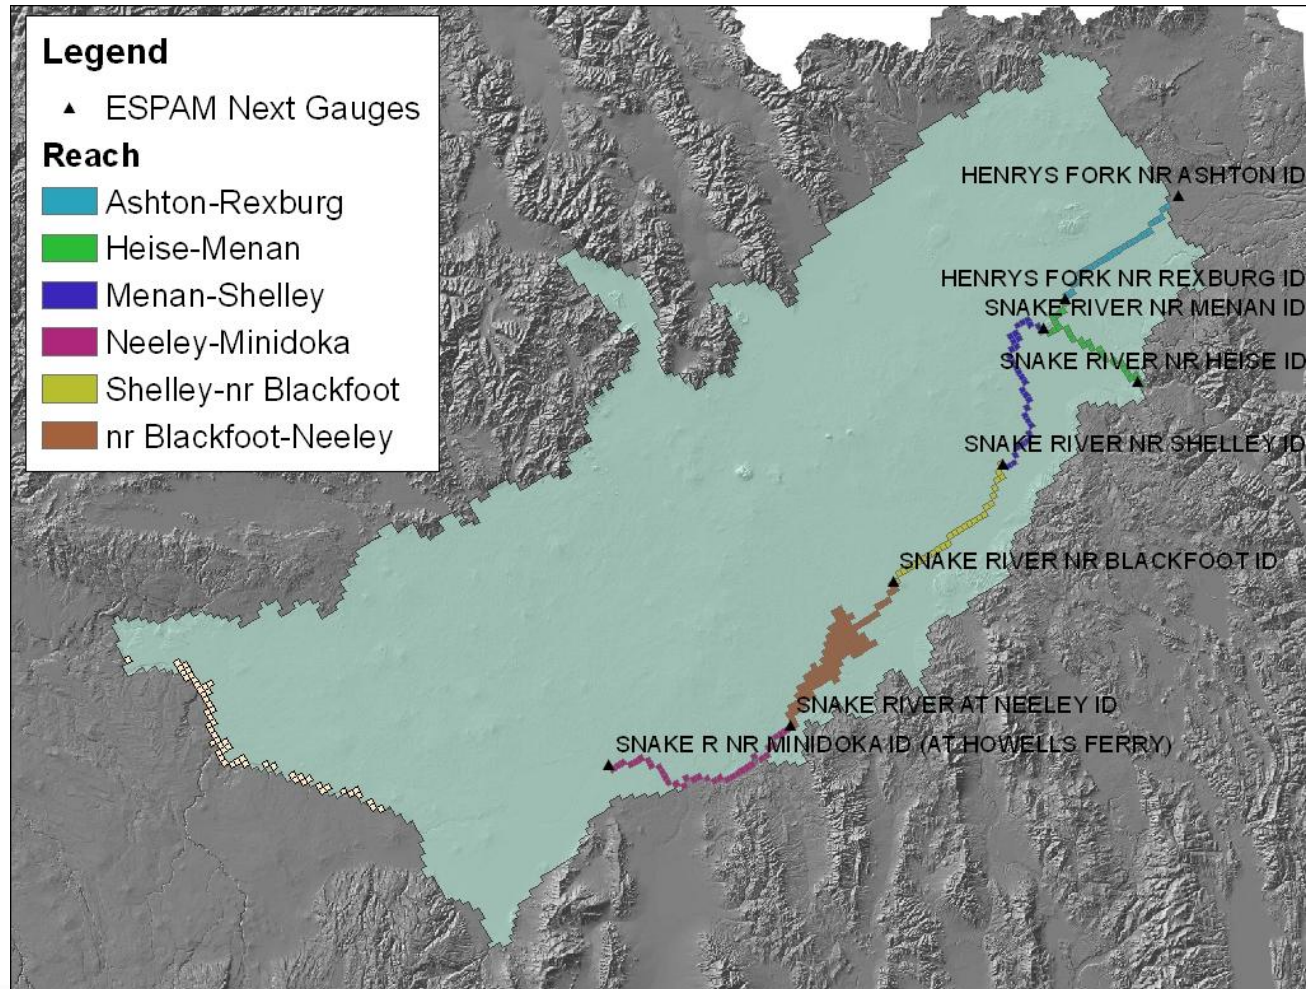 Legend
ESPAM Next Gauges
Reach
Ashton-Rexburg
Heise-Menan
Menan-Shelley
Neeley-Minidoka
Shelley-nr Blackfoot
nr Blackfoot-Neeley
HENRYS FORK NR ASHTON ID
HENRYS FORK NR REXBURG ID
SNAKE RIVER NR MENAN ID
SNAKE RIVER NR HEISE ID
SNAKE RIVER NR SHELLEY ID
SNAKE RIVER NR BLACKFOOT ID
SNAKE RIVER AT NEELEY ID
SNAKE R NR MINIDOKA ID (AT HOWELLS FERRY)